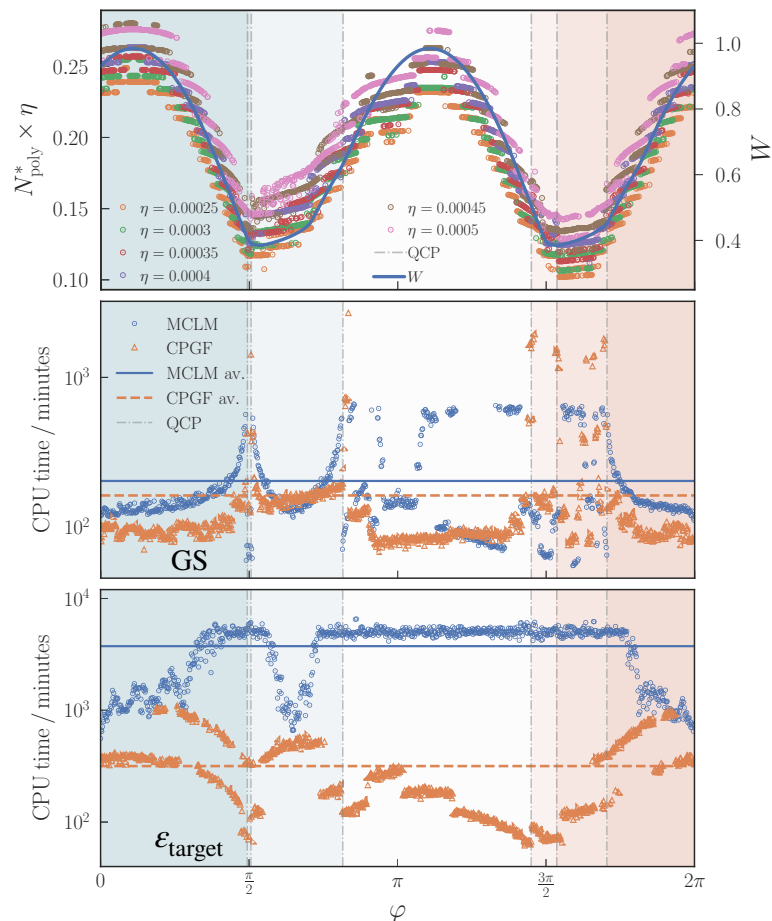 0.25
0.20
0.15
0.10
N*poly × η
1.0
0.8
0.6
0.4
W
η = 0.00025
η = 0.0003
η = 0.00035
η = 0.0004
η = 0.00045
η = 0.0005
QCP
W
CPU time / minutes
10³
10²
MCLM
CPGF
MCLM av.
CPGF av.
QCP
GS
CPU time / minutes
10⁴
10³
10²
εtarget
0 π/2 π 3π/2 2π
φ